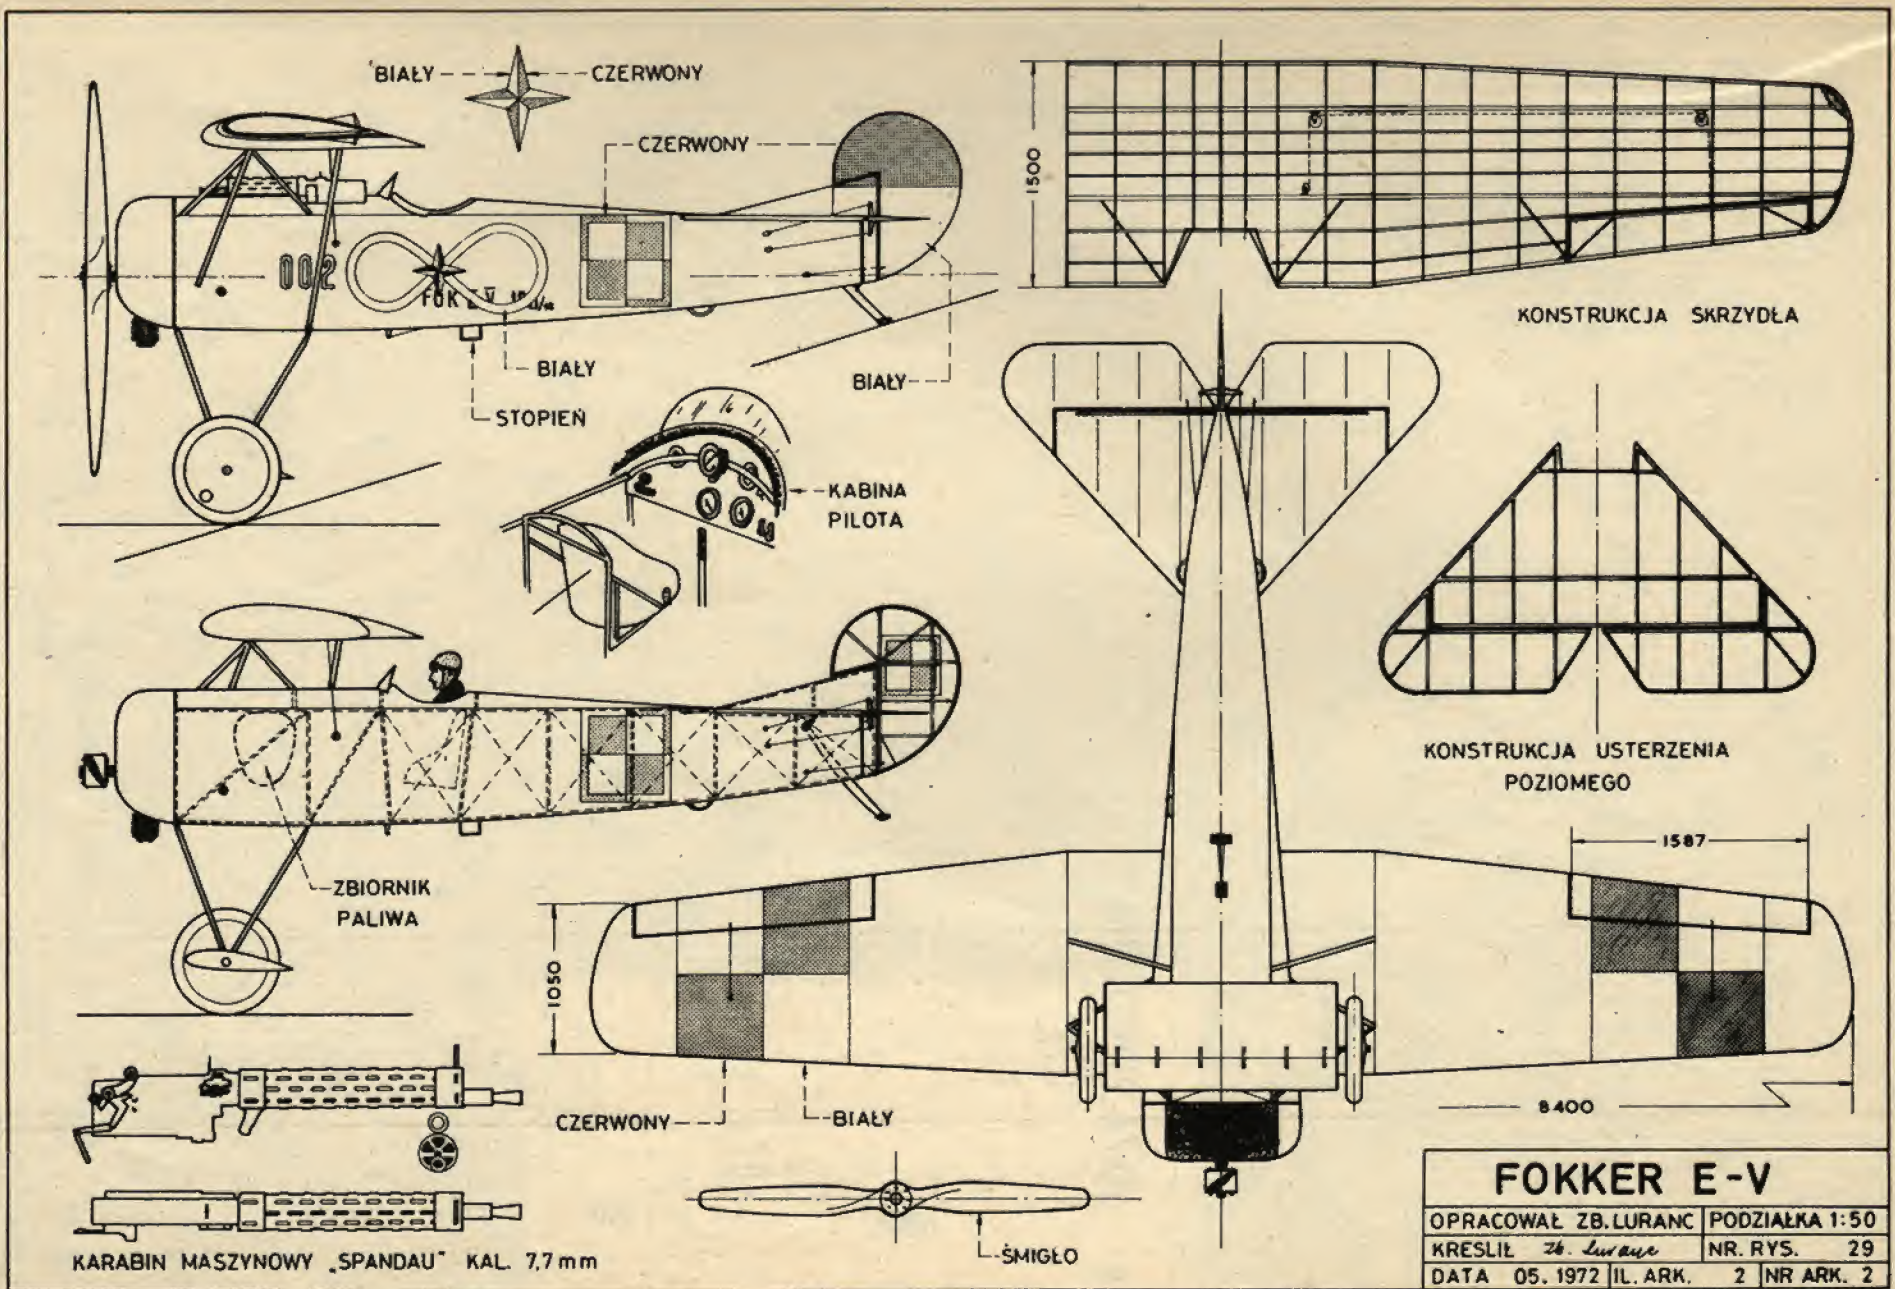 BIAŁY
CZERWONY
CZERWONY
002
FOK E V
BIAŁY
BIAŁY
STOPIEŃ
KABINA
PILOTA
1500
KONSTRUKCJA SKRZYDŁA
KONSTRUKCJA USTERZENIA
POZIOMEGO
ZBIORNIK
PALIWA
1587
1050
8400
CZERWONY
BIAŁY
ŚMIGŁO
KARABIN MASZYNOWY „SPANDAU" KAL. 7,7 mm
FOKKER E-V
OPRACOWAŁ ZB. LURANC PODZIAŁKA 1:50
KREŚLIŁ Zb. Luranc NR. RYS. 29
DATA 05.1972 IL. ARK. 2 NR ARK. 2